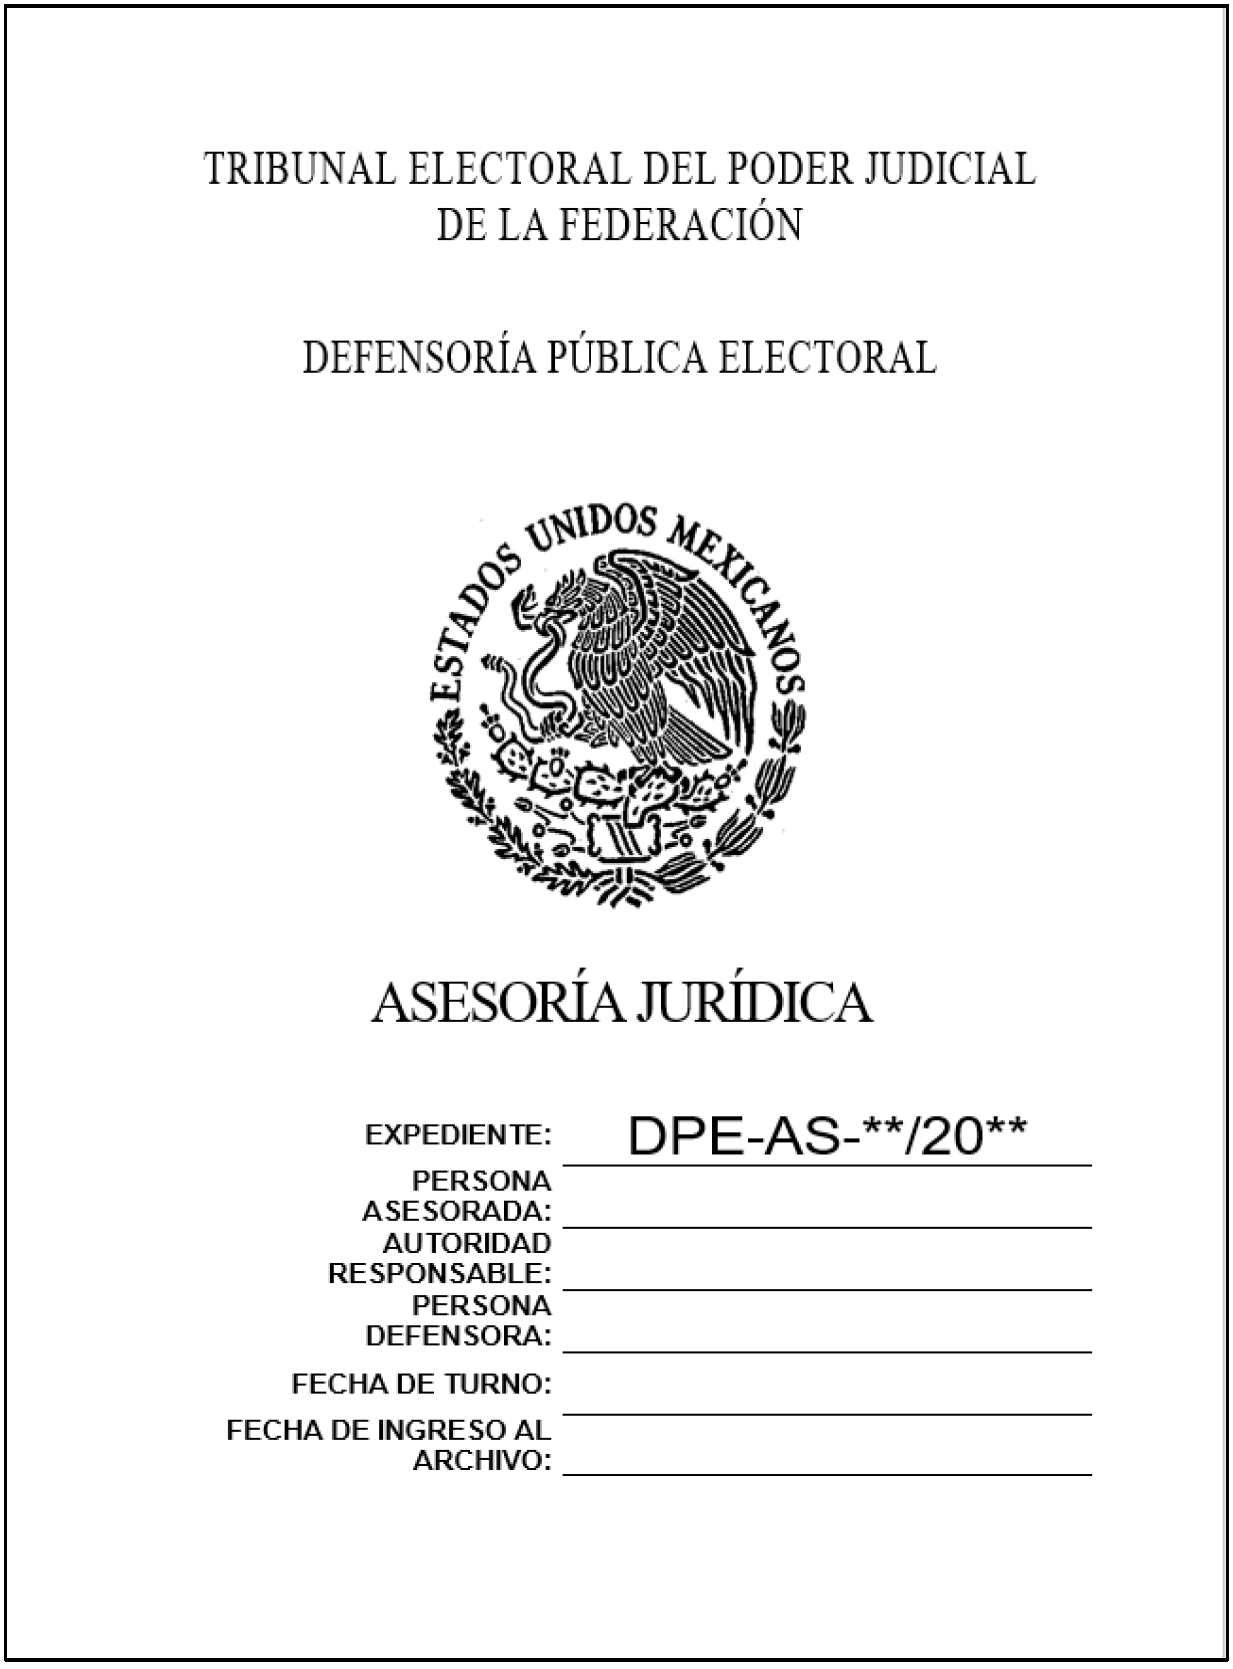 TRIBUNAL ELECTORAL DEL PODER JUDICIAL
DE LA FEDERACIÓN
DEFENSORÍA PÚBLICA ELECTORAL
ESTADOS UNIDOS MEXICANOS
ASESORÍA JURÍDICA
EXPEDIENTE: DPE-AS-**/20**
PERSONA
ASESORADA:
AUTORIDAD
RESPONSABLE:
PERSONA
DEFENSORA:
FECHA DE TURNO:
FECHA DE INGRESO AL
ARCHIVO: